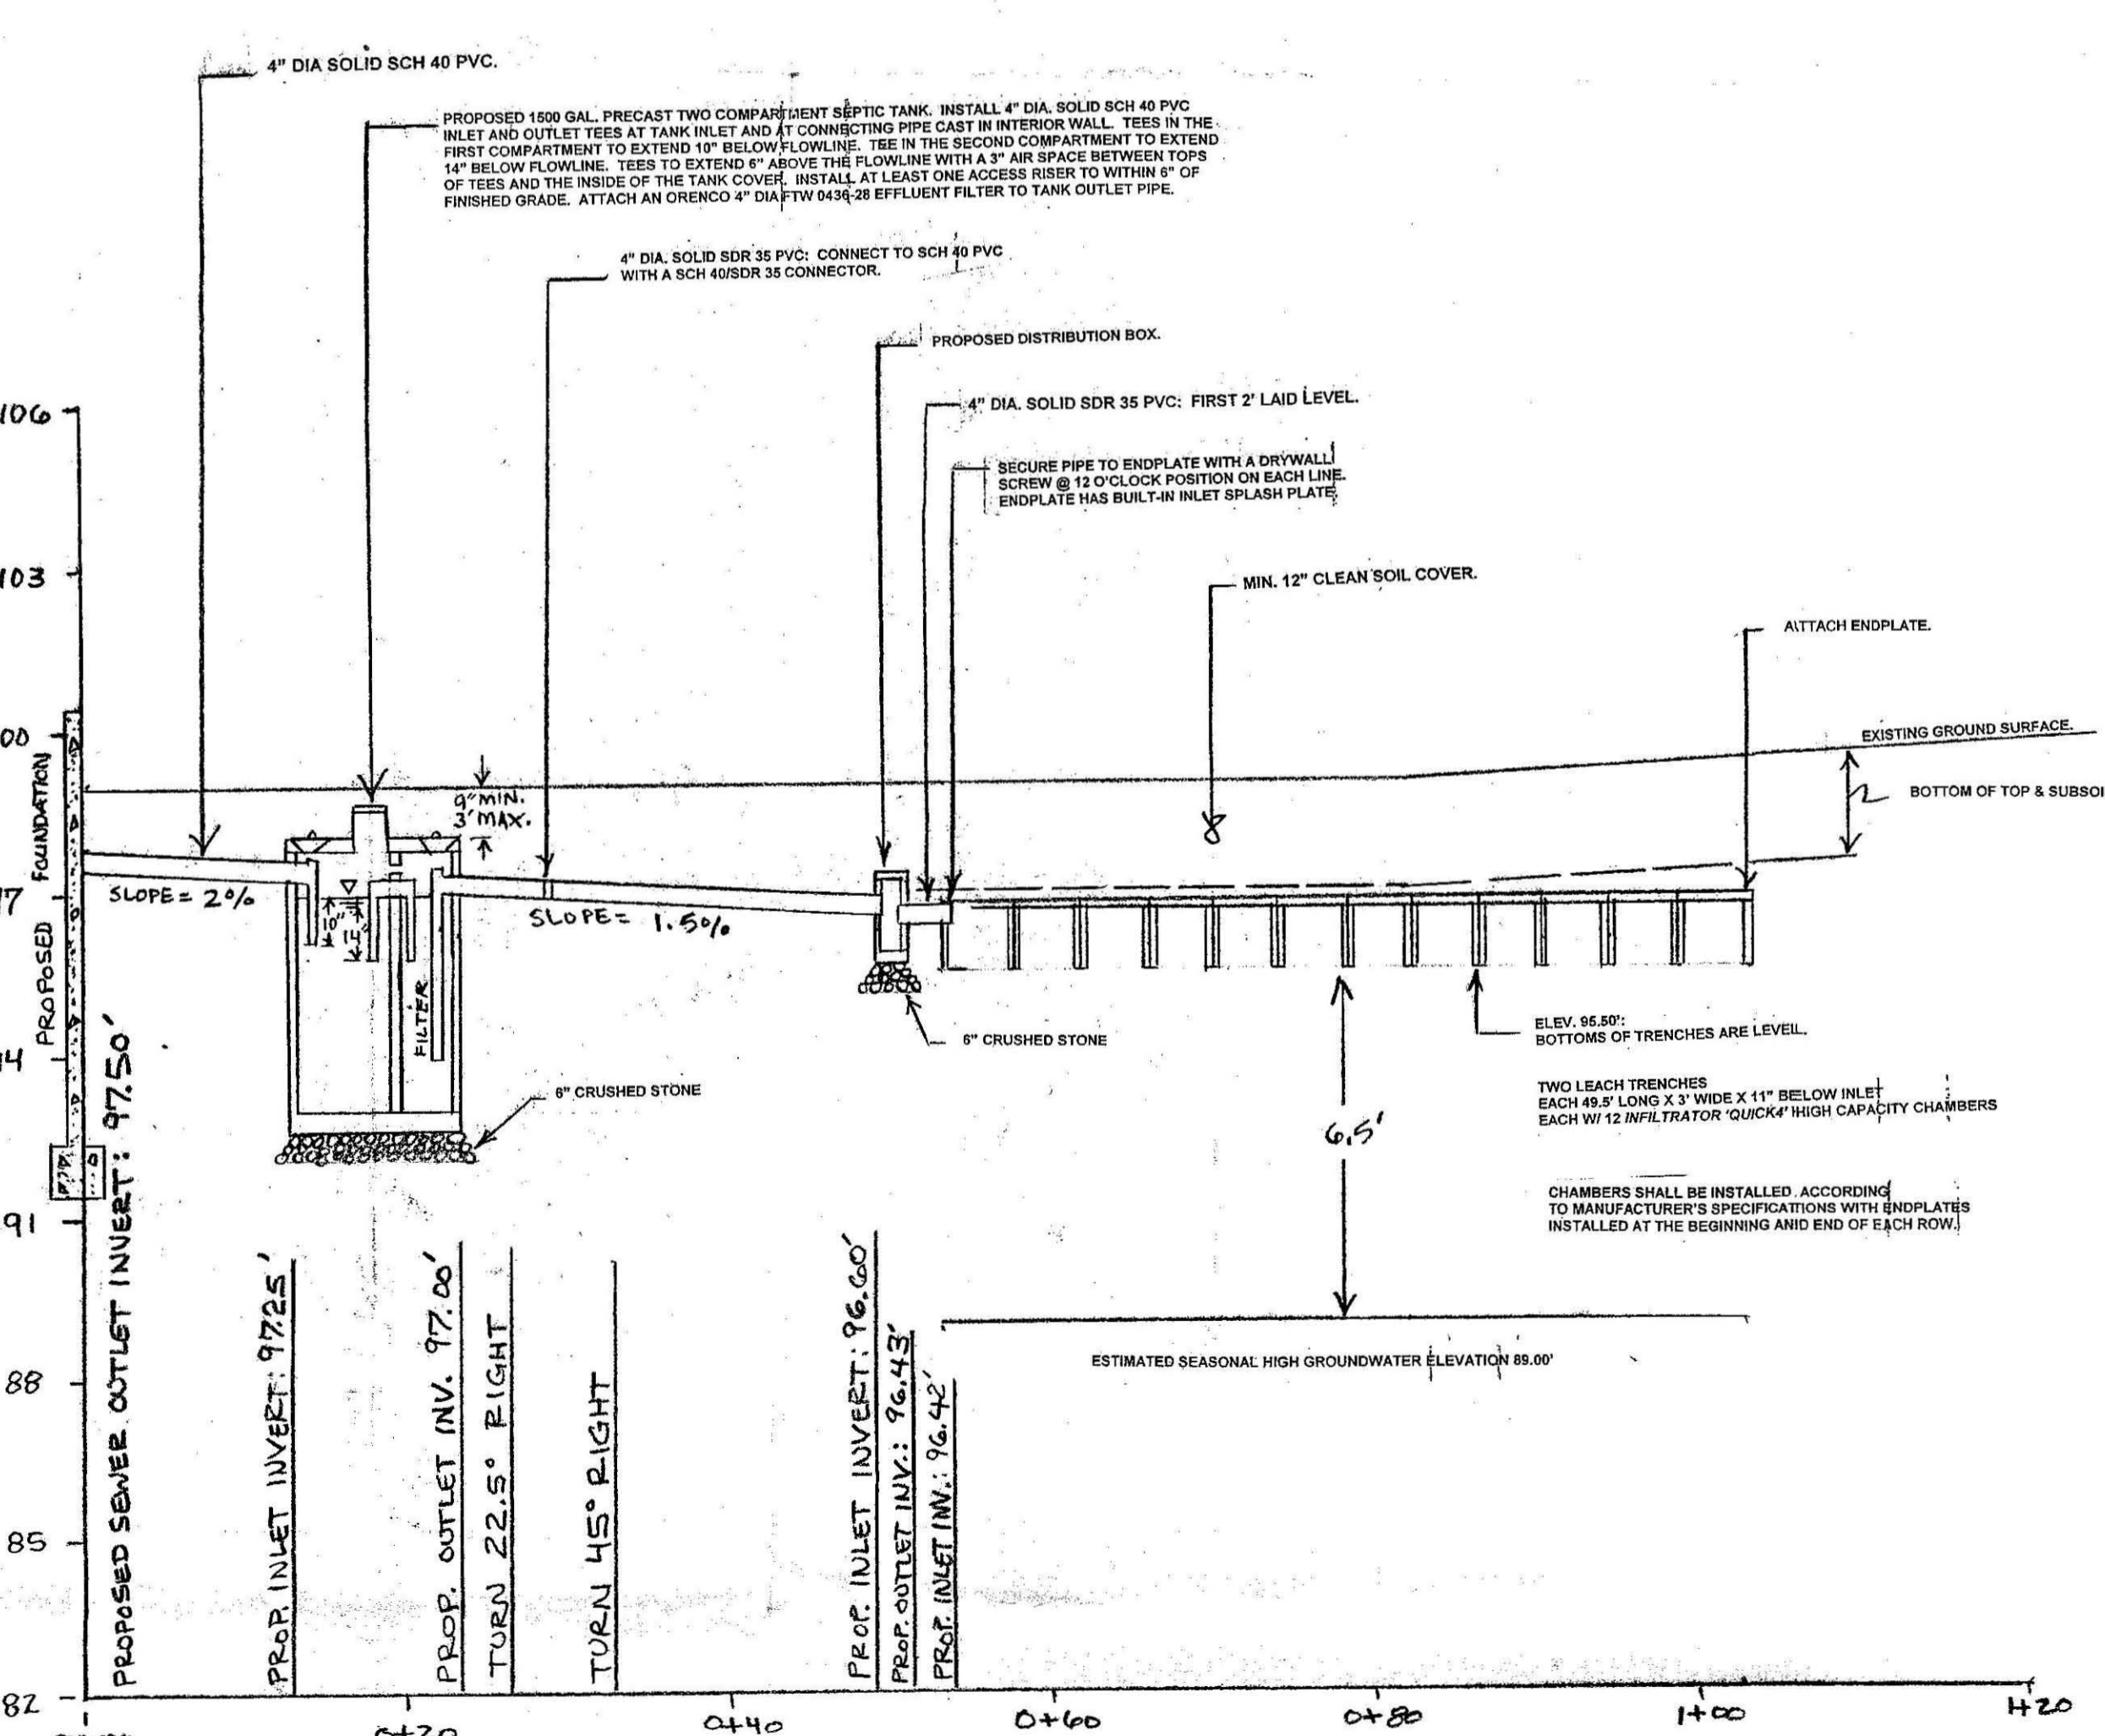 4" DIA SOLID SCH 40 PVC.
PROPOSED 1500 GAL. PRECAST TWO COMPARTMENT SEPTIC TANK. INSTALL 4" DIA. SOLID SCH 40 PVC
INLET AND OUTLET TEES AT TANK INLET AND AT CONNECTING PIPE CAST IN INTERIOR WALL. TEES IN THE
FIRST COMPARTMENT TO EXTEND 10" BELOW FLOWLINE. TEE IN THE SECOND COMPARTMENT TO EXTEND
14" BELOW FLOWLINE. TEES TO EXTEND 6" ABOVE THE FLOWLINE WITH A 3" AIR SPACE BETWEEN TOPS
OF TEES AND THE INSIDE OF THE TANK COVER. INSTALL AT LEAST ONE ACCESS RISER TO WITHIN 6" OF
FINISHED GRADE. ATTACH AN ORENCO 4" DIA FTW 0436-28 EFFLUENT FILTER TO TANK OUTLET PIPE.
4" DIA. SOLID SDR 35 PVC: CONNECT TO SCH 40 PVC
WITH A SCH 40/SDR 35 CONNECTOR.
PROPOSED DISTRIBUTION BOX.
4" DIA. SOLID SDR 35 PVC: FIRST 2' LAID LEVEL.
SECURE PIPE TO ENDPLATE WITH A DRYWALL
SCREW @ 12 O'CLOCK POSITION ON EACH LINE.
ENDPLATE HAS BUILT-IN INLET SPLASH PLATE.
MIN. 12" CLEAN SOIL COVER.
ATTACH ENDPLATE.
EXISTING GROUND SURFACE.
BOTTOM OF TOP & SUBSOI
106
103
00
7
4
91
88
85
82
PROPOSED FOUNDATION
9" MIN.
3' MAX.
SLOPE = 2%
10"
14"
FILTER
SLOPE = 1.5%
6" CRUSHED STONE
6" CRUSHED STONE
ELEV. 95.50':
BOTTOMS OF TRENCHES ARE LEVEL.
TWO LEACH TRENCHES
EACH 49.5' LONG X 3' WIDE X 11" BELOW INLET
EACH W/ 12 INFILTRATOR 'QUICK4' HIGH CAPACITY CHAMBERS
6.5'
CHAMBERS SHALL BE INSTALLED ACCORDING
TO MANUFACTURER'S SPECIFICATIONS WITH ENDPLATES
INSTALLED AT THE BEGINNING AND END OF EACH ROW.
ESTIMATED SEASONAL HIGH GROUNDWATER ELEVATION 89.00'
PROPOSED SEWER OUTLET INVERT: 97.50'
PROP. INLET INVERT: 97.25'
PROP. OUTLET INV. 97.00'
TURN 22.5° RIGHT
TURN 45° RIGHT
PROP. INLET INVERT: 96.60'
PROP. OUTLET INV.: 96.43'
PROP. INLET INV.: 96.42'
0+20
0+40
0+60
0+80
1+00
1+20